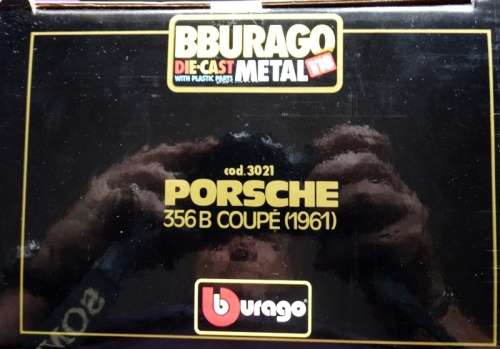 BBURAGO
DIE-CAST METAL 1/18
WITH PLASTIC PARTS
cod.3021
PORSCHE
356 B COUPÉ (1961)
burago